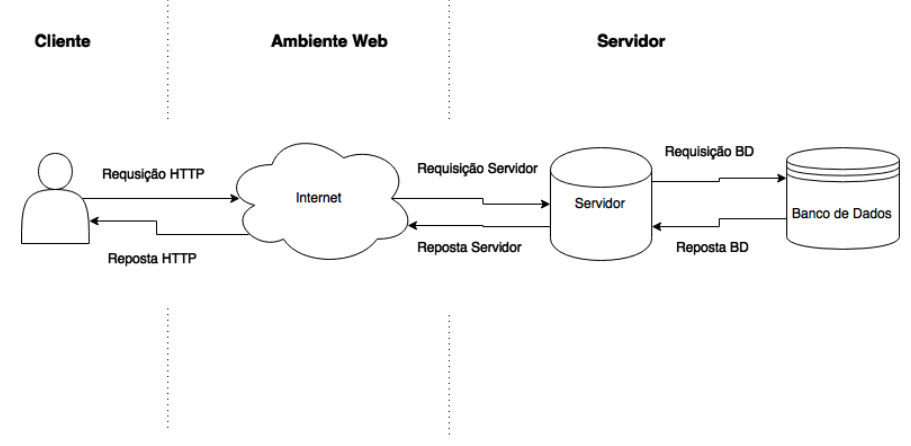 Cliente
Ambiente Web
Servidor
Requsição HTTP
Internet
Requisição Servidor
Servidor
Requisição BD
Banco de Dados
Reposta HTTP
Reposta Servidor
Reposta BD